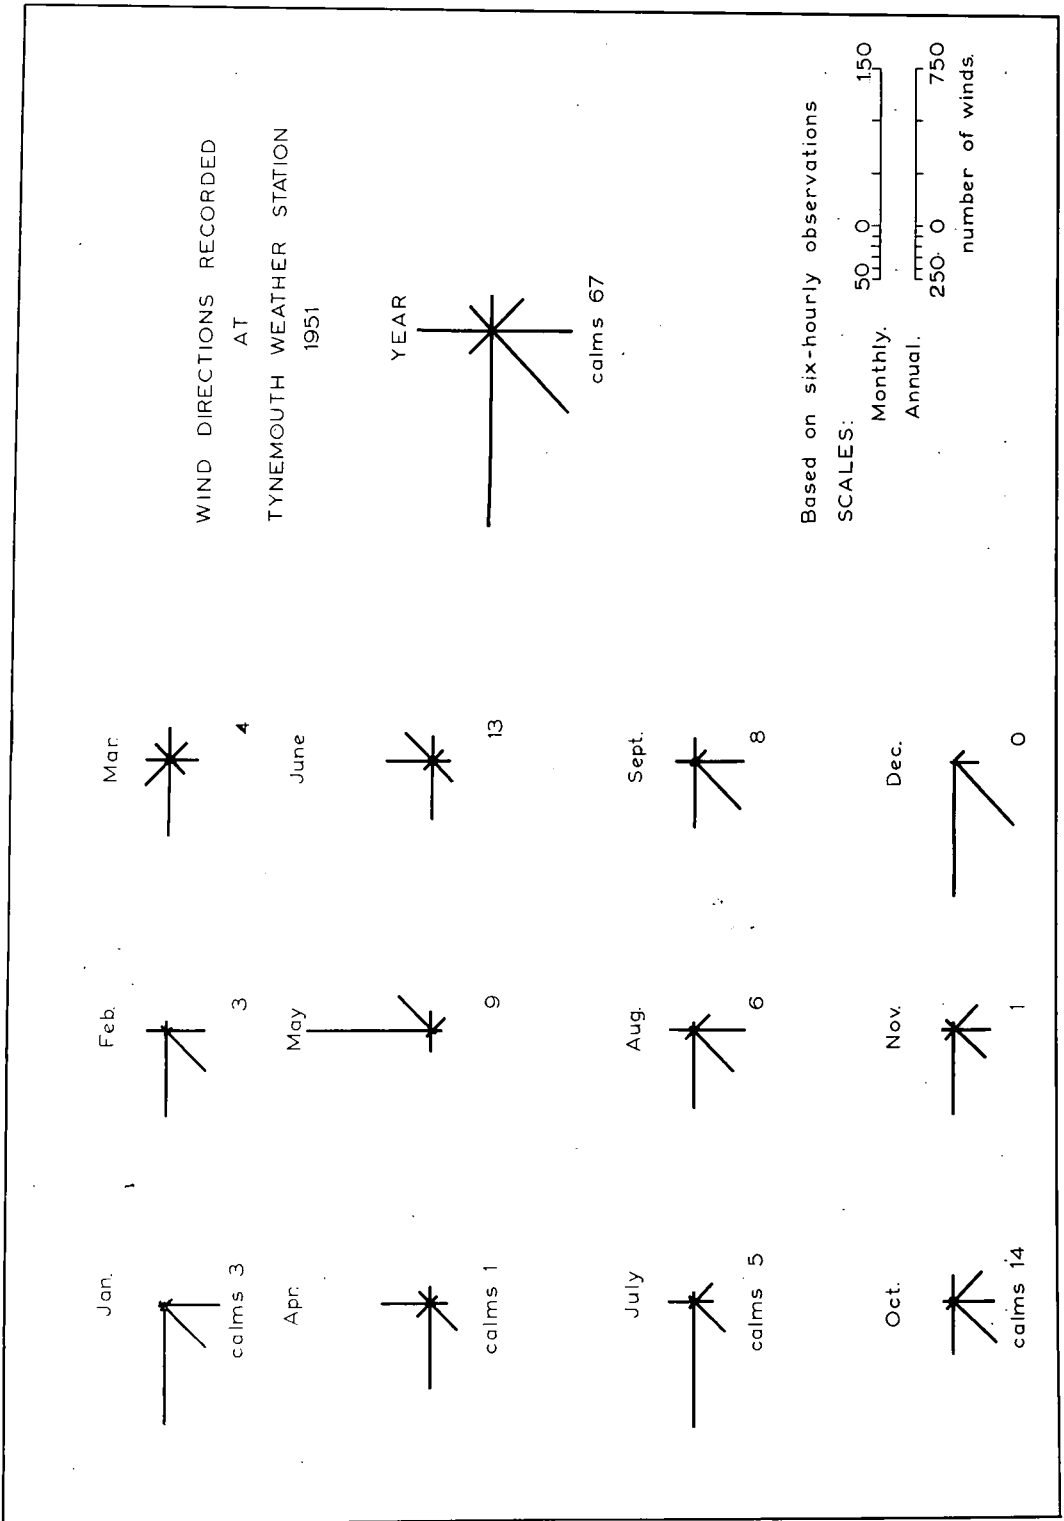 WIND DIRECTIONS RECORDED
AT
TYNEMOUTH WEATHER STATION
1951
Jan.
calms 3
Feb.
3
Mar.
4
Apr.
calms 1
May
9
June
13
July
calms 5
Aug.
6
Sept.
8
Oct.
calms 14
Nov.
1
Dec.
0
YEAR
calms 67
Based on six-hourly observations
SCALES:
Monthly. 50 0 150
Annual. 250 0 750
number of winds.